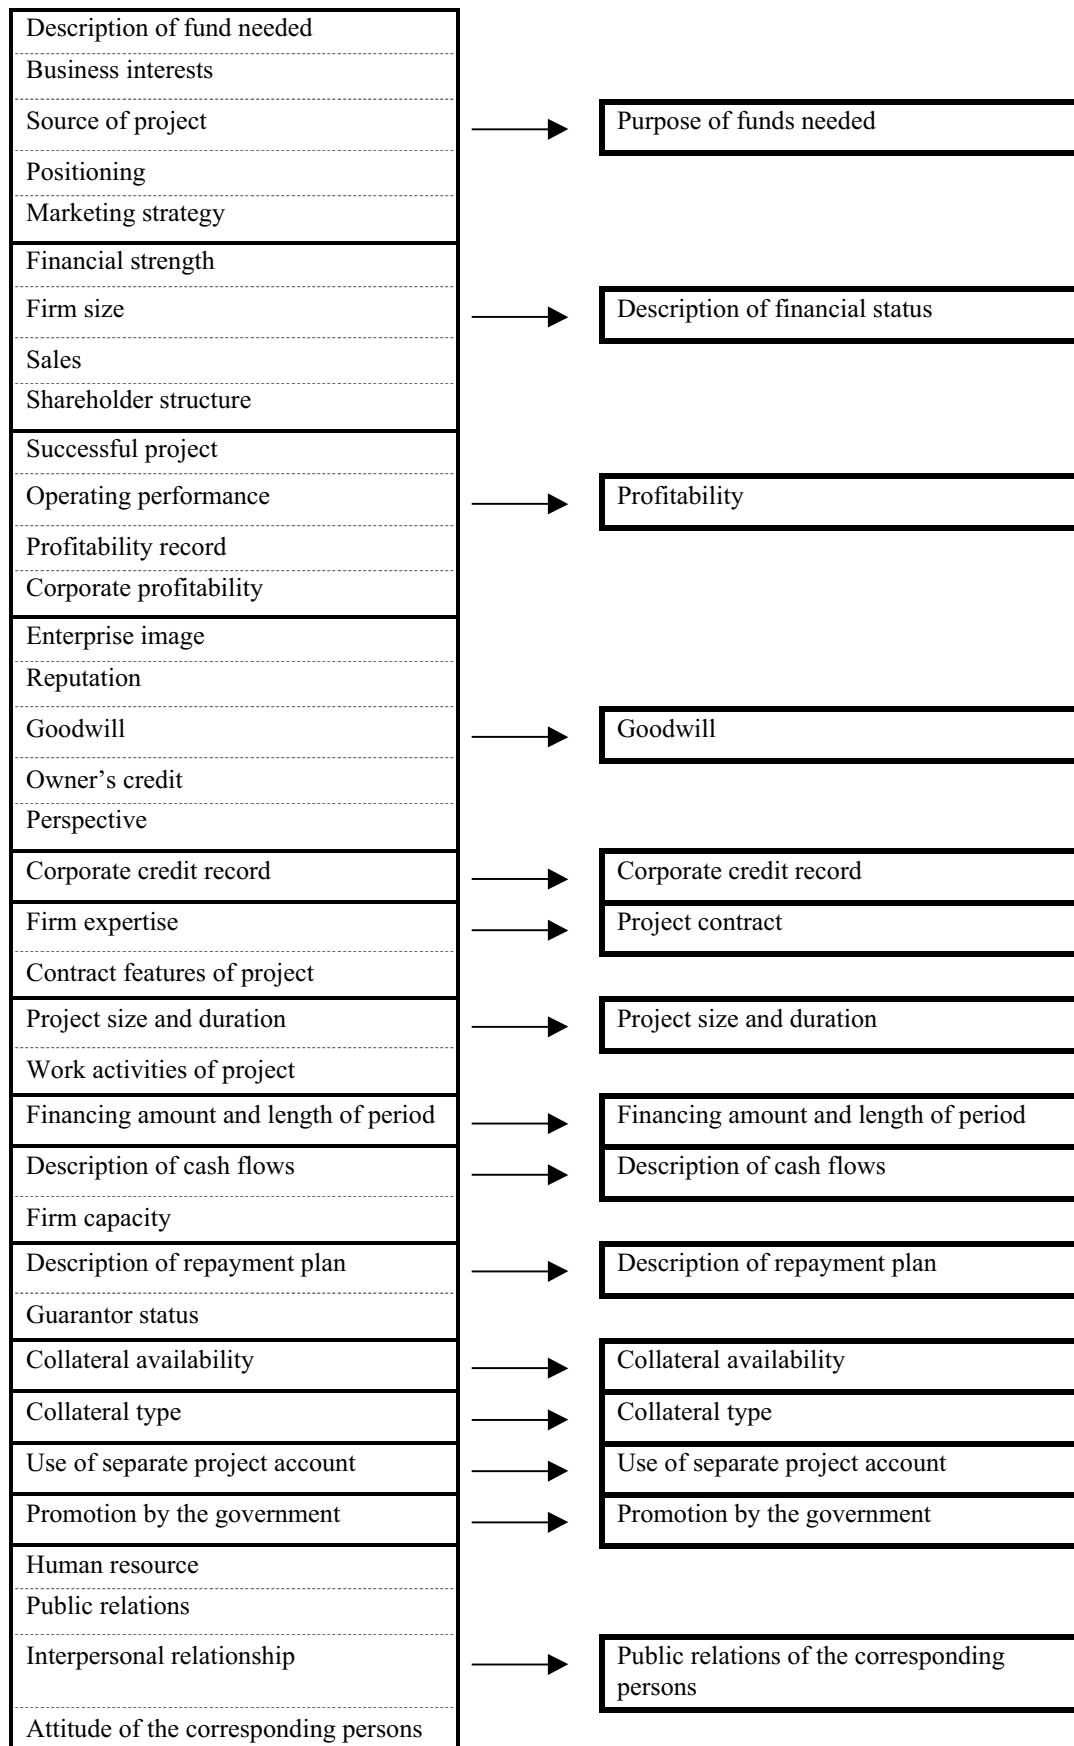 Description of fund needed
Business interests
Source of project
Purpose of funds needed
Positioning
Marketing strategy
Financial strength
Firm size
Description of financial status
Sales
Shareholder structure
Successful project
Operating performance
Profitability
Profitability record
Corporate profitability
Enterprise image
Reputation
Goodwill
Goodwill
Owner’s credit
Perspective
Corporate credit record
Corporate credit record
Firm expertise
Project contract
Contract features of project
Project size and duration
Project size and duration
Work activities of project
Financing amount and length of period
Financing amount and length of period
Description of cash flows
Description of cash flows
Firm capacity
Description of repayment plan
Description of repayment plan
Guarantor status
Collateral availability
Collateral availability
Collateral type
Collateral type
Use of separate project account
Use of separate project account
Promotion by the government
Promotion by the government
Human resource
Public relations
Interpersonal relationship
Public relations of the corresponding
persons
Attitude of the corresponding persons